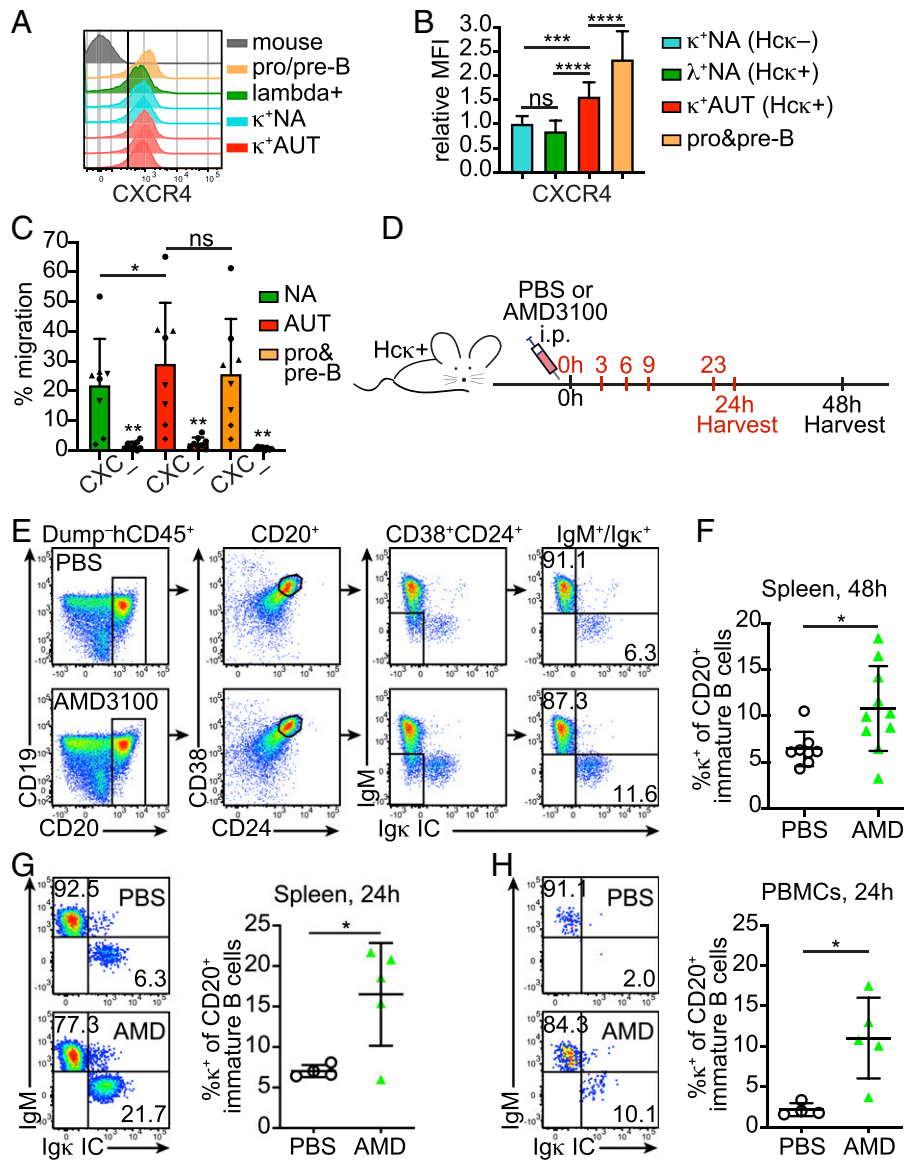 A
mouse
pro/pre-B
lambda+
κ+NA
κ+AUT
0
10³
10⁴
10⁵
CXCR4
B
relative MFI
3.0
2.5
2.0
1.5
1.0
0.5
0.0
ns
***
****
****
CXCR4
κ+NA (Hcκ–)
λ+NA (Hcκ+)
κ+AUT (Hcκ+)
pro&pre-B
C
% migration
70
60
50
40
30
20
10
0
*
ns
**
**
**
CXC
–
CXC
–
CXC
–
NA
AUT
pro&
pre-B
D
PBS or
AMD3100
i.p.
Hcκ+
0h
3
6
9
23
0h
24h
Harvest
48h
Harvest
E
Dump–hCD45+
CD20+
CD38+CD24+
IgM+/Igκ+
PBS
91.1
6.3
AMD3100
87.3
11.6
CD19
CD20
CD38
CD24
IgM
Igκ IC
F
Spleen, 48h
*
%κ+ of CD20+
immature B cells
20
15
10
5
0
PBS
AMD
G
92.5
PBS
6.3
77.3
AMD
21.7
IgM
Igκ IC
Spleen, 24h
*
%κ+ of CD20+
immature B cells
25
20
15
10
5
0
PBS
AMD
H
91.1
PBS
2.0
84.3
AMD
10.1
IgM
Igκ IC
PBMCs, 24h
*
%κ+ of CD20+
immature B cells
25
20
15
10
5
0
PBS
AMD